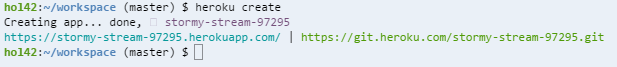 hol42:~/workspace (master) $ heroku create
Creating app... done, ⬢ stormy-stream-97295
https://stormy-stream-97295.herokuapp.com/ | https://git.heroku.com/stormy-stream-97295.git
hol42:~/workspace (master) $